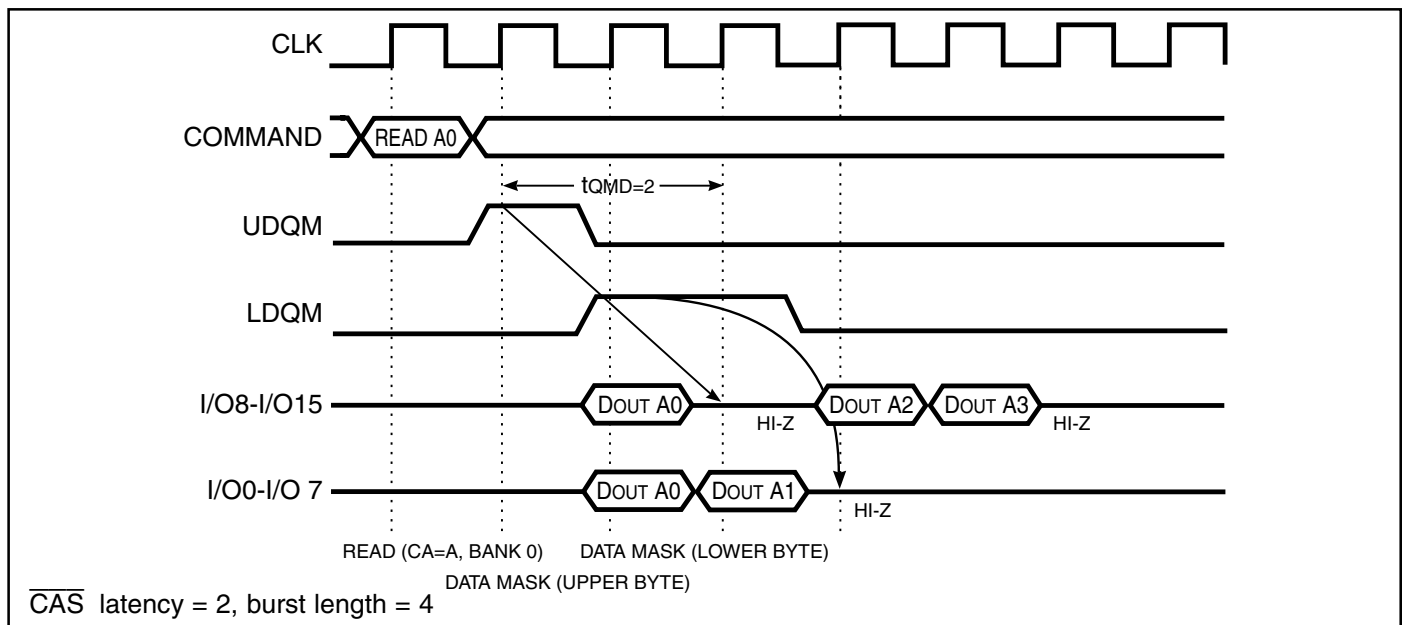 CLK
COMMAND READ A0
tQMD=2
UDQM
LDQM
I/O8-I/O15 DOUT A0 HI-Z DOUT A2 DOUT A3 HI-Z
I/O0-I/O 7 DOUT A0 DOUT A1 HI-Z
READ (CA=A, BANK 0) DATA MASK (LOWER BYTE)
DATA MASK (UPPER BYTE)
CAS latency = 2, burst length = 4